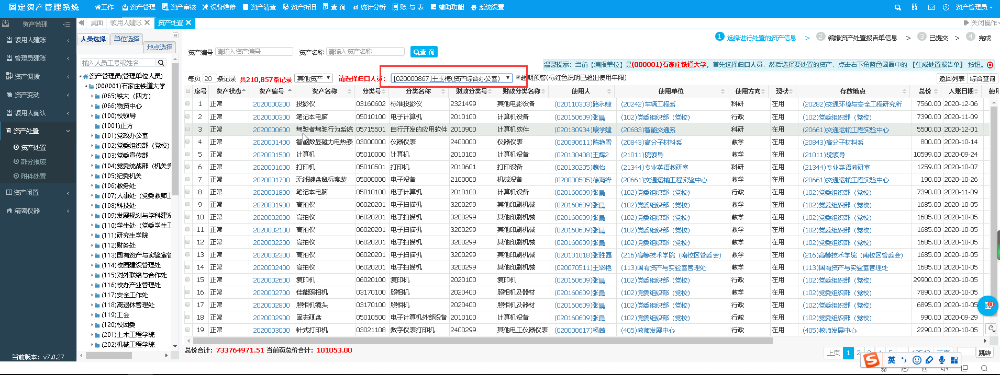 固定资产管理系统 工作 资产管理 资产审核 设备维修 资产清查 资产折旧 查 询 统计分析 账 与 表 辅助功能 系统设置 资产管理员
资产管理 桌面 领用人建账 资产处置 关闭操作
领用人建账
管理员建账
资产调拨
资产变动
领用人确认
资产处置
资产处置
部分报废
附件处置
资产闲置
精密仪器
当前版本：v7.0.27
人员选择 单位选择 地点选择
输入人员工号或姓名
资产管理员(管理单位人员)
(000001)石家庄铁道大学
(065)铁大（四方）
(066)物资中心
(100)校领导
(1001)正方
(101)党政办公室
(102)党委组织部（党校）
(103)党委宣传部
(104)党委统战部（机关党
(105)纪委机关
(106)教务处
(107)人事处（党委教师工
(108)科技处
(109)发展规划与学科建设
(110)学生处（党委学生工
(111)研究生学院
(112)财务处
(113)国有资产与实验室管
(114)校园建设管理处
(115)对外联络与合作处
(116)校办产业管理处
(117)安全工作处
(118)离退休管理处
(119)工会
(120)校团委
(201)土木工程学院
(202)机械工程学院
1 选择进行处置的资产信息 > 2 编辑资产处置报告单信息 > 3 已提交 > 4 完成
资产编号 请输入资产编号 资产名称 请输入资产名称 查 询
温馨提示：当前【编报单位】是(000001)石家庄铁道大学，首先选择归口人员，然后选择要处置的资产，点击右下角蓝色圆圈中的 【生成处置报告单】 按钮。
每页 20 条记录 共210,857条记录 其他资产 请选择归口人员： [020000867]王玉梅(资产综合办公室) 超期预警(标红色说明已超出使用年限) 返回列表 综合查询
序号 资产状态 资产编号 资产名称 分类号 分类名称 财政分类号 财政分类名称 使用人 使用单位 使用方向 现状 存放地点 总价 入账日期 使用
1 正常 2020000200 投影仪 03160602 标准投影仪 2321499 其他电影设备 (020110303)路永婕 (20242)车辆工程系 科研 在用 (20282)交通环境与安全工程研究所 7560.00 2020-12-06
2 正常 2020000300 笔记本电脑 05010100 电子计算机 2010100 计算机设备 (020160609)张晨 (102)党委组织部（党校） 行政 在用 (102)党委组织部（党校） 7390.00 2020-11-09
3 正常 2020000600 驾驶者驾驶行为系统 05715501 自行开发的应用软件 2010900 计算机软件 (020180934)康学建 (20683)智能交通系 科研 在用 (20661)交通运输工程实验中心 5500.00 2020-12-01
4 正常 2020001400 智能数显磁力电热套 03000000 仪器仪表 2400000 仪器仪表 (020090611)陈艳雪 (20843)高分子材料系 教学 在用 (20843)高分子材料系 800.00 2020-10-14
5 正常 2020001500 计算机 05010000 计算机 2010100 计算机设备 (020130408)王辉2 (21011)院领导 教学 在用 (21011)院领导 10599.00 2020-09-24
6 正常 2020001600 打印机 05010501 打印机 2010601 打印设备 (020130205)魏怡 (21344)专业英语教研室 科研 在用 (21344)专业英语教研室 1259.00 2020-10-07
7 正常 2020001700 无线键盘鼠标套装 05000000 电子设备 2100000 机械设备 (020000505)徐海锋 (20661)交通运输工程实验中心 教学 在用 (20661)交通运输工程实验中心 190.00 2020-10-26
8 正常 2020001800 笔记本电脑 05010100 电子计算机 2010100 计算机设备 (020160609)张晨 (102)党委组织部（党校） 行政 在用 (102)党委组织部（党校） 7390.00 2020-11-09
9 正常 2020001900 高拍仪 06020201 电子扫描机 3200299 其他印刷机械 (020160609)张晨 (102)党委组织部（党校） 教学 在用 (102)党委组织部（党校） 1685.00 2020-10-05
10 正常 2020002000 高拍仪 06020201 电子扫描机 3200299 其他印刷机械 (020160609)张晨 (102)党委组织部（党校） 教学 在用 (102)党委组织部（党校） 1685.00 2020-10-05
11 正常 2020002100 高拍仪 06020201 电子扫描机 3200299 其他印刷机械 (020160609)张晨 (102)党委组织部（党校） 教学 在用 (102)党委组织部（党校） 1685.00 2020-10-05
12 正常 2020002200 高拍仪 06020201 电子扫描机 3200299 其他印刷机械 (020160609)张晨 (102)党委组织部（党校） 教学 在用 (102)党委组织部（党校） 1685.00 2020-10-05
13 正常 2020002300 高拍仪 06020201 电子扫描机 3200299 其他印刷机械 (020101018)张胜磊 (216)高等技术学院（南校区管委会） 教学 在用 (216)高等技术学院（南校区管委会） 1685.00 2020-10-05
14 正常 2020002400 高拍仪 06020201 电子扫描机 3200299 其他印刷机械 (020070511)王翠艳 (113)国有资产与实验室管理处 教学 在用 (113)国有资产与实验室管理处 1685.00 2020-10-05
15 正常 2020002600 复印机 06020100 复印机 2020100 复印机 (020160609)张晨 (102)党委组织部（党校） 行政 在用 (102)党委组织部（党校） 29900.00 2020-10-05
16 正常 2020002700 佳能照相机 03170100 照相机 2020400 照相机及器材 (020160609)张晨 (102)党委组织部（党校） 教学 在用 (102)党委组织部（党校） 7890.00 2020-10-05
17 正常 2020002800 照相机镜头 03170100 照相机 2020400 照相机及器材 (020160609)张晨 (102)党委组织部（党校） 行政 在用 (102)党委组织部（党校） 6895.00 2020-10-05
18 正常 2020002900 固态硬盘 05010500 电子计算机外部设备 2010100 计算机设备 (020160609)张晨 (102)党委组织部（党校） 行政 在用 (102)党委组织部（党校） 990.00 2020-09-29
19 正常 2020003000 针式打印机 03021108 数字仪表打印机 2400299 其他电工仪器仪表 (020000617)杨茜 (405)教师发展中心 行政 在用 (405)教师发展中心 2290.00 2020-10-05
总价合计：733764971.51 当前页总价合计：101053.00
上页 1 2 下页 跳转
英